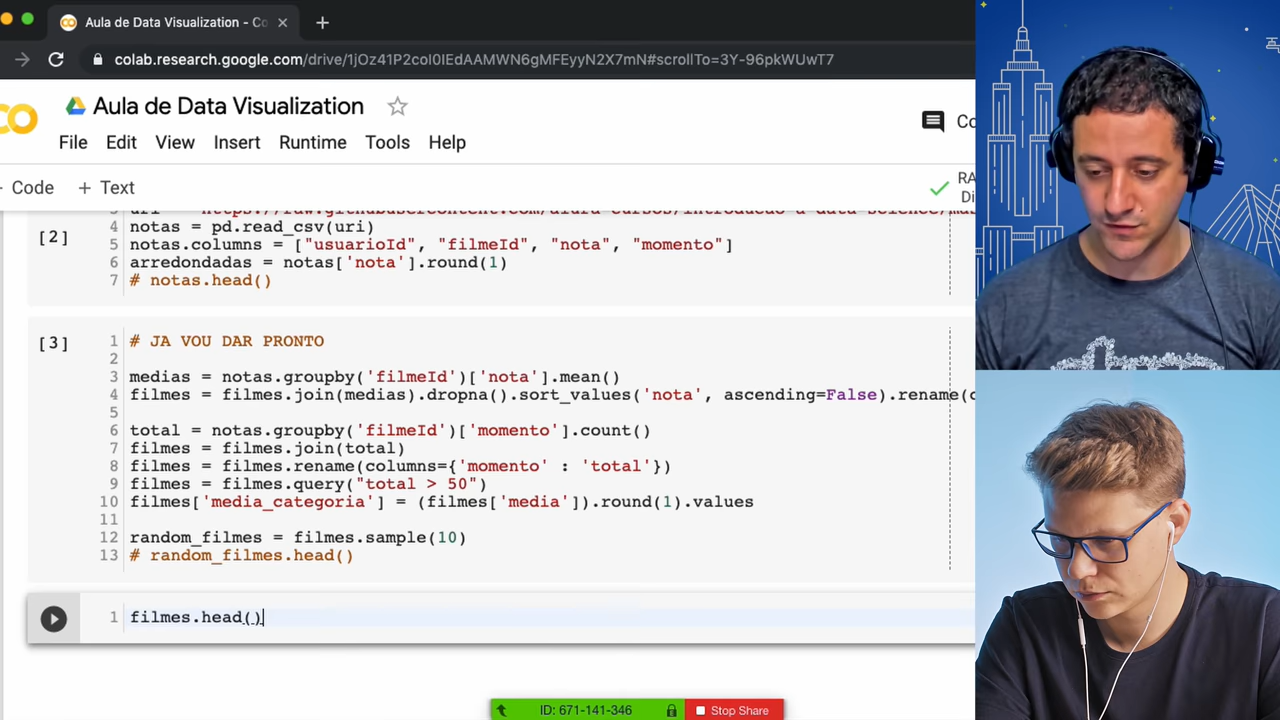 Aula de Data Visualization - Co
colab.research.google.com/drive/1jOz41P2coI0IEdAAMWN6gMFEyyN2X7mN#scrollTo=3Y-96pkWUwT7
Aula de Data Visualization
File Edit View Insert Runtime Tools Help
Co
Code + Text
RA
Di
[2]
4 notas = pd.read_csv(uri)
5 notas.columns = ["usuarioId", "filmeId", "nota", "momento"]
6 arredondadas = notas['nota'].round(1)
7 # notas.head()
[3]
1 # JA VOU DAR PRONTO
2
3 medias = notas.groupby('filmeId')['nota'].mean()
4 filmes = filmes.join(medias).dropna().sort_values('nota', ascending=False).rename(c
5
6 total = notas.groupby('filmeId')['momento'].count()
7 filmes = filmes.join(total)
8 filmes = filmes.rename(columns={'momento' : 'total'})
9 filmes = filmes.query("total > 50")
10 filmes['media_categoria'] = (filmes['media']).round(1).values
11
12 random_filmes = filmes.sample(10)
13 # random_filmes.head()
1 filmes.head()
ID: 671-141-346
Stop Share